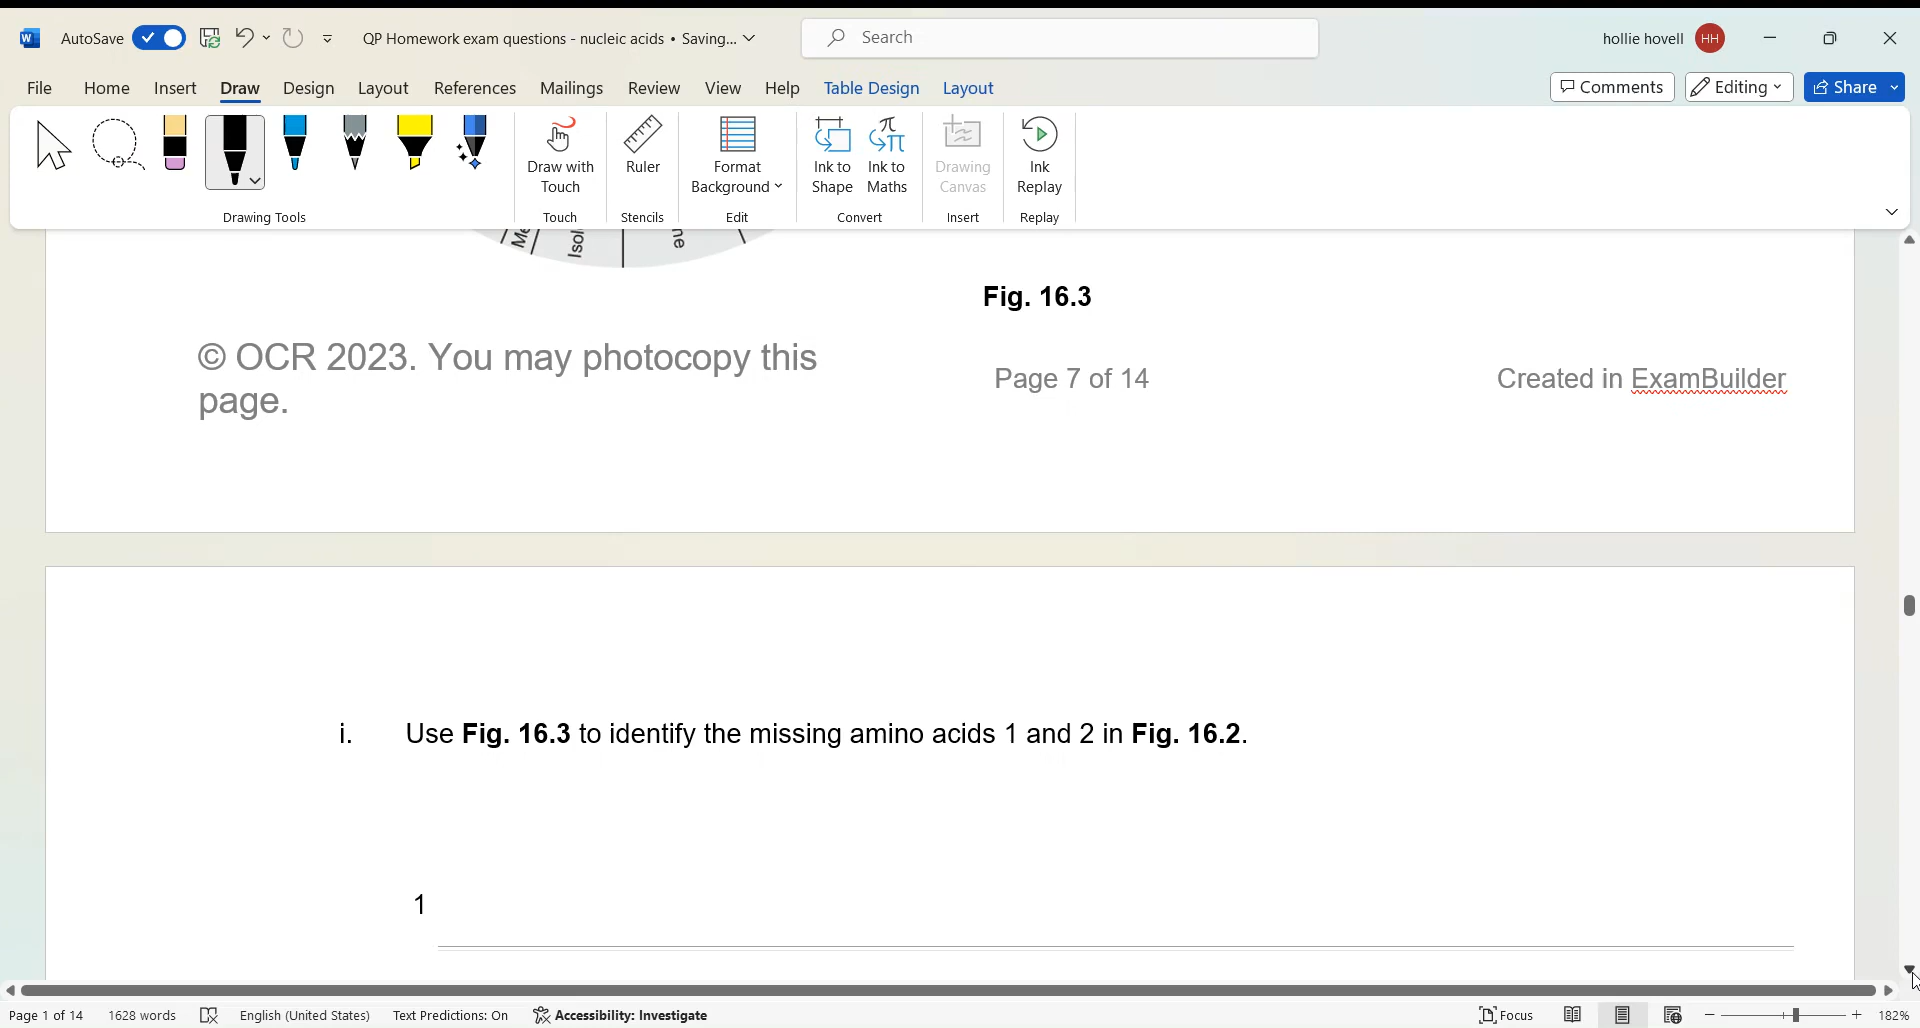 AutoSave
QP Homework exam questions - nucleic acids • Saving...
Search
hollie hovell
HH
File Home Insert Draw Design Layout References Mailings Review View Help Table Design Layout
Comments Editing Share
Draw with Touch
Ruler
Format Background
Ink to Shape
Ink to Maths
Drawing Canvas
Ink Replay
Drawing Tools Touch Stencils Edit Convert Insert Replay
Fig. 16.3
© OCR 2023. You may photocopy this
page.
Page 7 of 14
Created in ExamBuilder
i. Use Fig. 16.3 to identify the missing amino acids 1 and 2 in Fig. 16.2.
1
Page 1 of 14 1628 words English (United States) Text Predictions: On Accessibility: Investigate Focus 182%